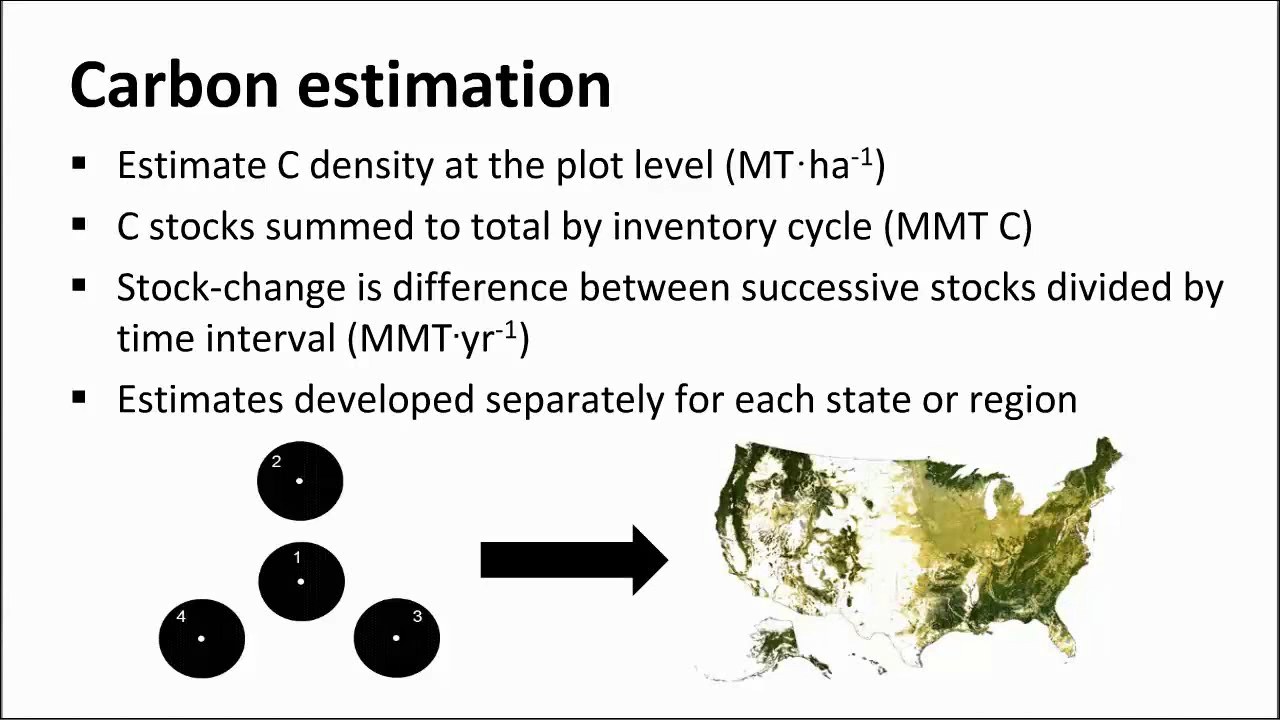 Carbon estimation
▪ Estimate C density at the plot level (MT·ha⁻¹)
▪ C stocks summed to total by inventory cycle (MMT C)
▪ Stock-change is difference between successive stocks divided by
time interval (MMT·yr⁻¹)
▪ Estimates developed separately for each state or region
2
1
4
3